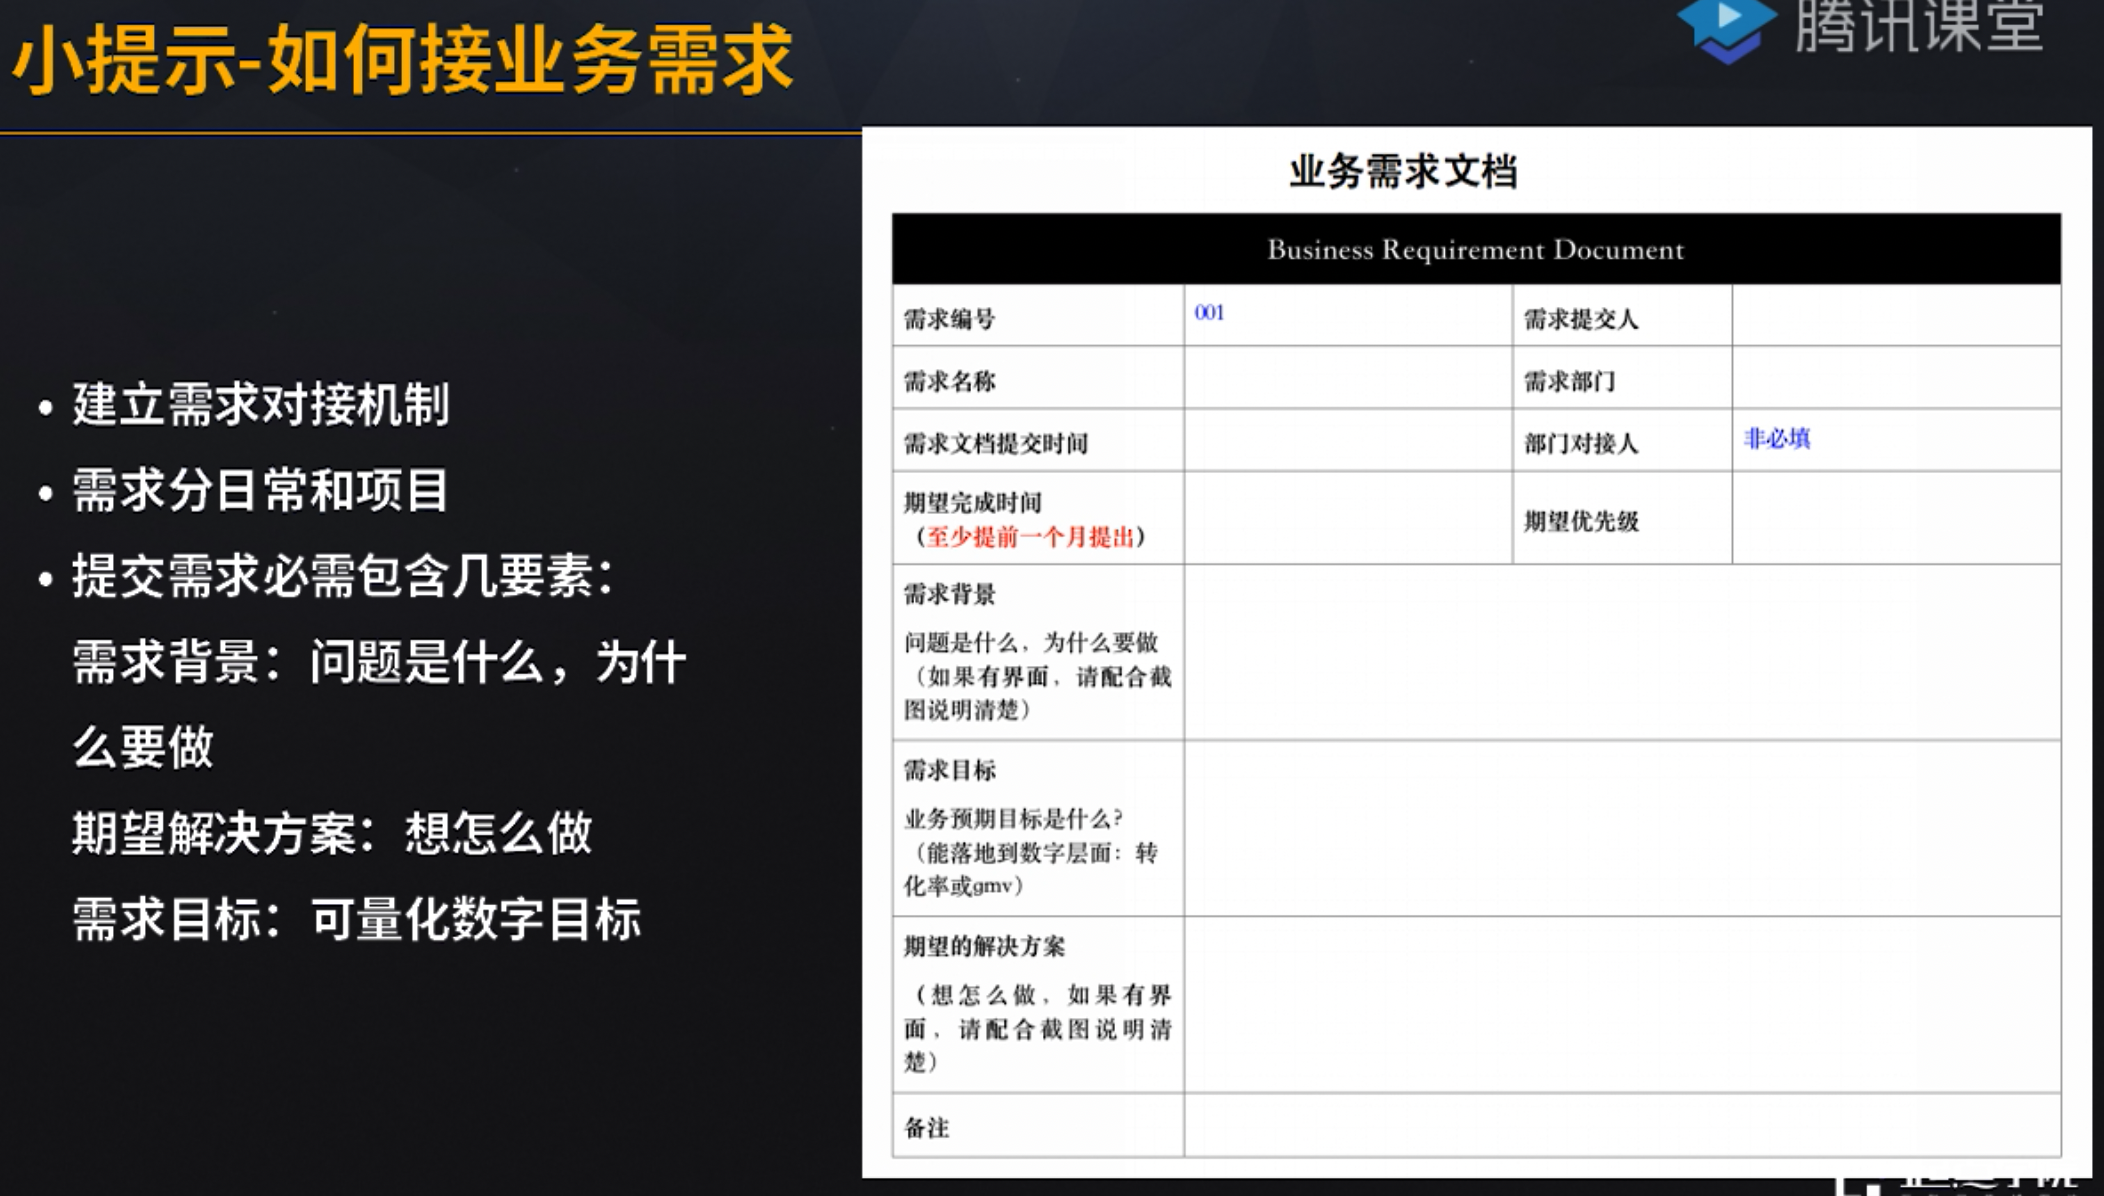 小提示-如何接业务需求
腾讯课堂
• 建立需求对接机制
• 需求分日常和项目
• 提交需求必需包含几要素：
需求背景：问题是什么，为什
么要做
期望解决方案：想怎么做
需求目标：可量化数字目标
业务需求文档
Business Requirement Document
需求编号 001 需求提交人
需求名称 需求部门
需求文档提交时间 部门对接人 非必填
期望完成时间
（至少提前一个月提出）
期望优先级
需求背景
问题是什么，为什么要做
（如果有界面，请配合截
图说明清楚）
需求目标
业务预期目标是什么?
（能落地到数字层面：转
化率或gmv）
期望的解决方案
（想怎么做，如果有界
面，请配合截图说明清
楚）
备注